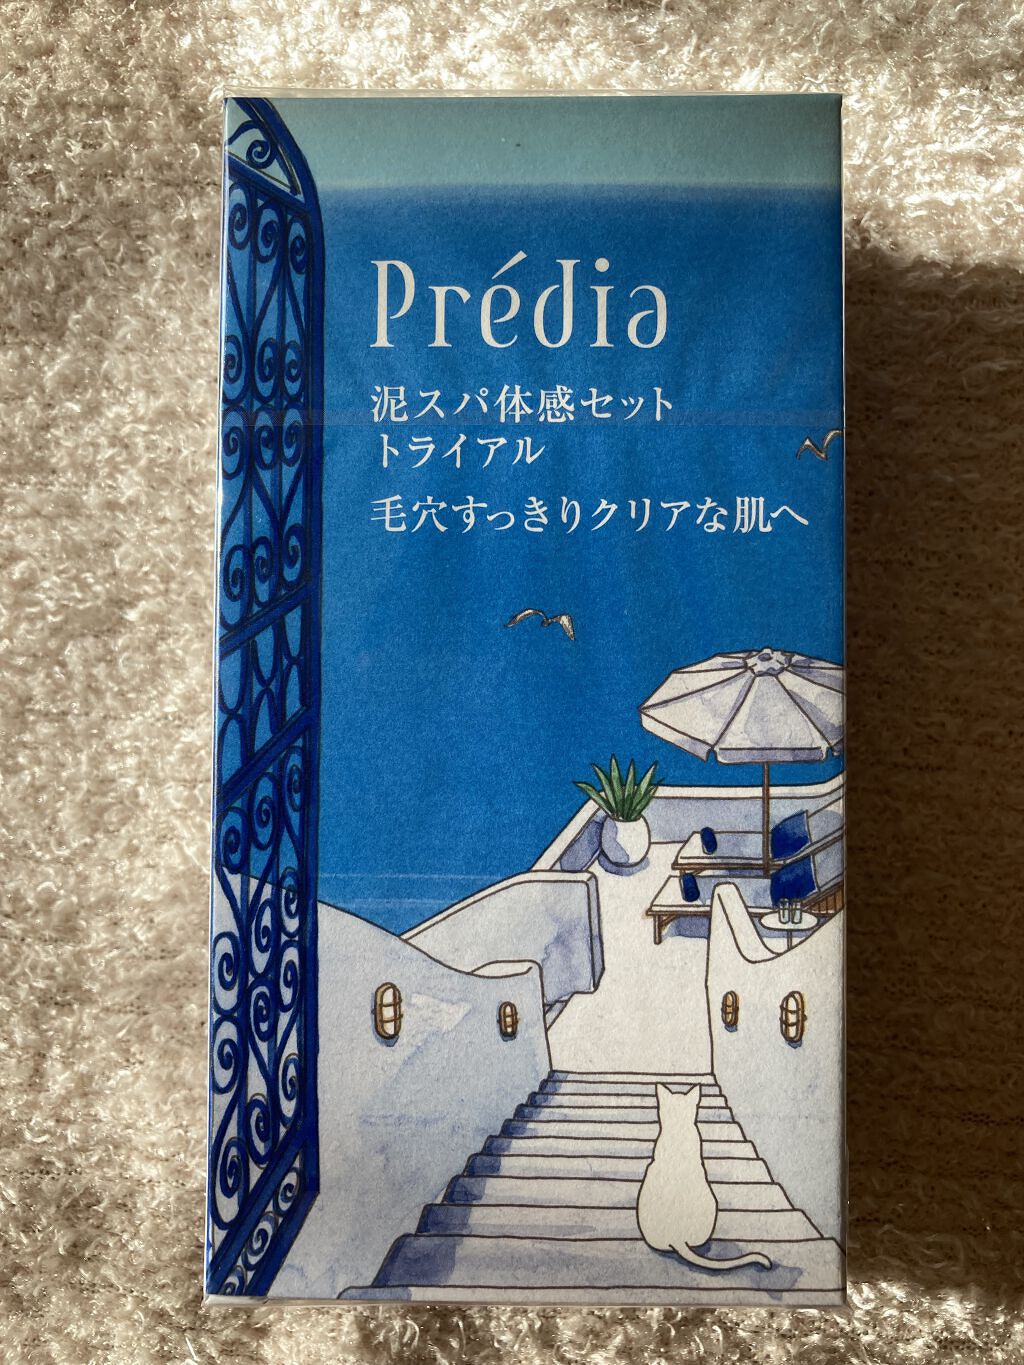 Prédia
泥スパ体感セット
トライアル
毛穴すっきりクリアな肌へ